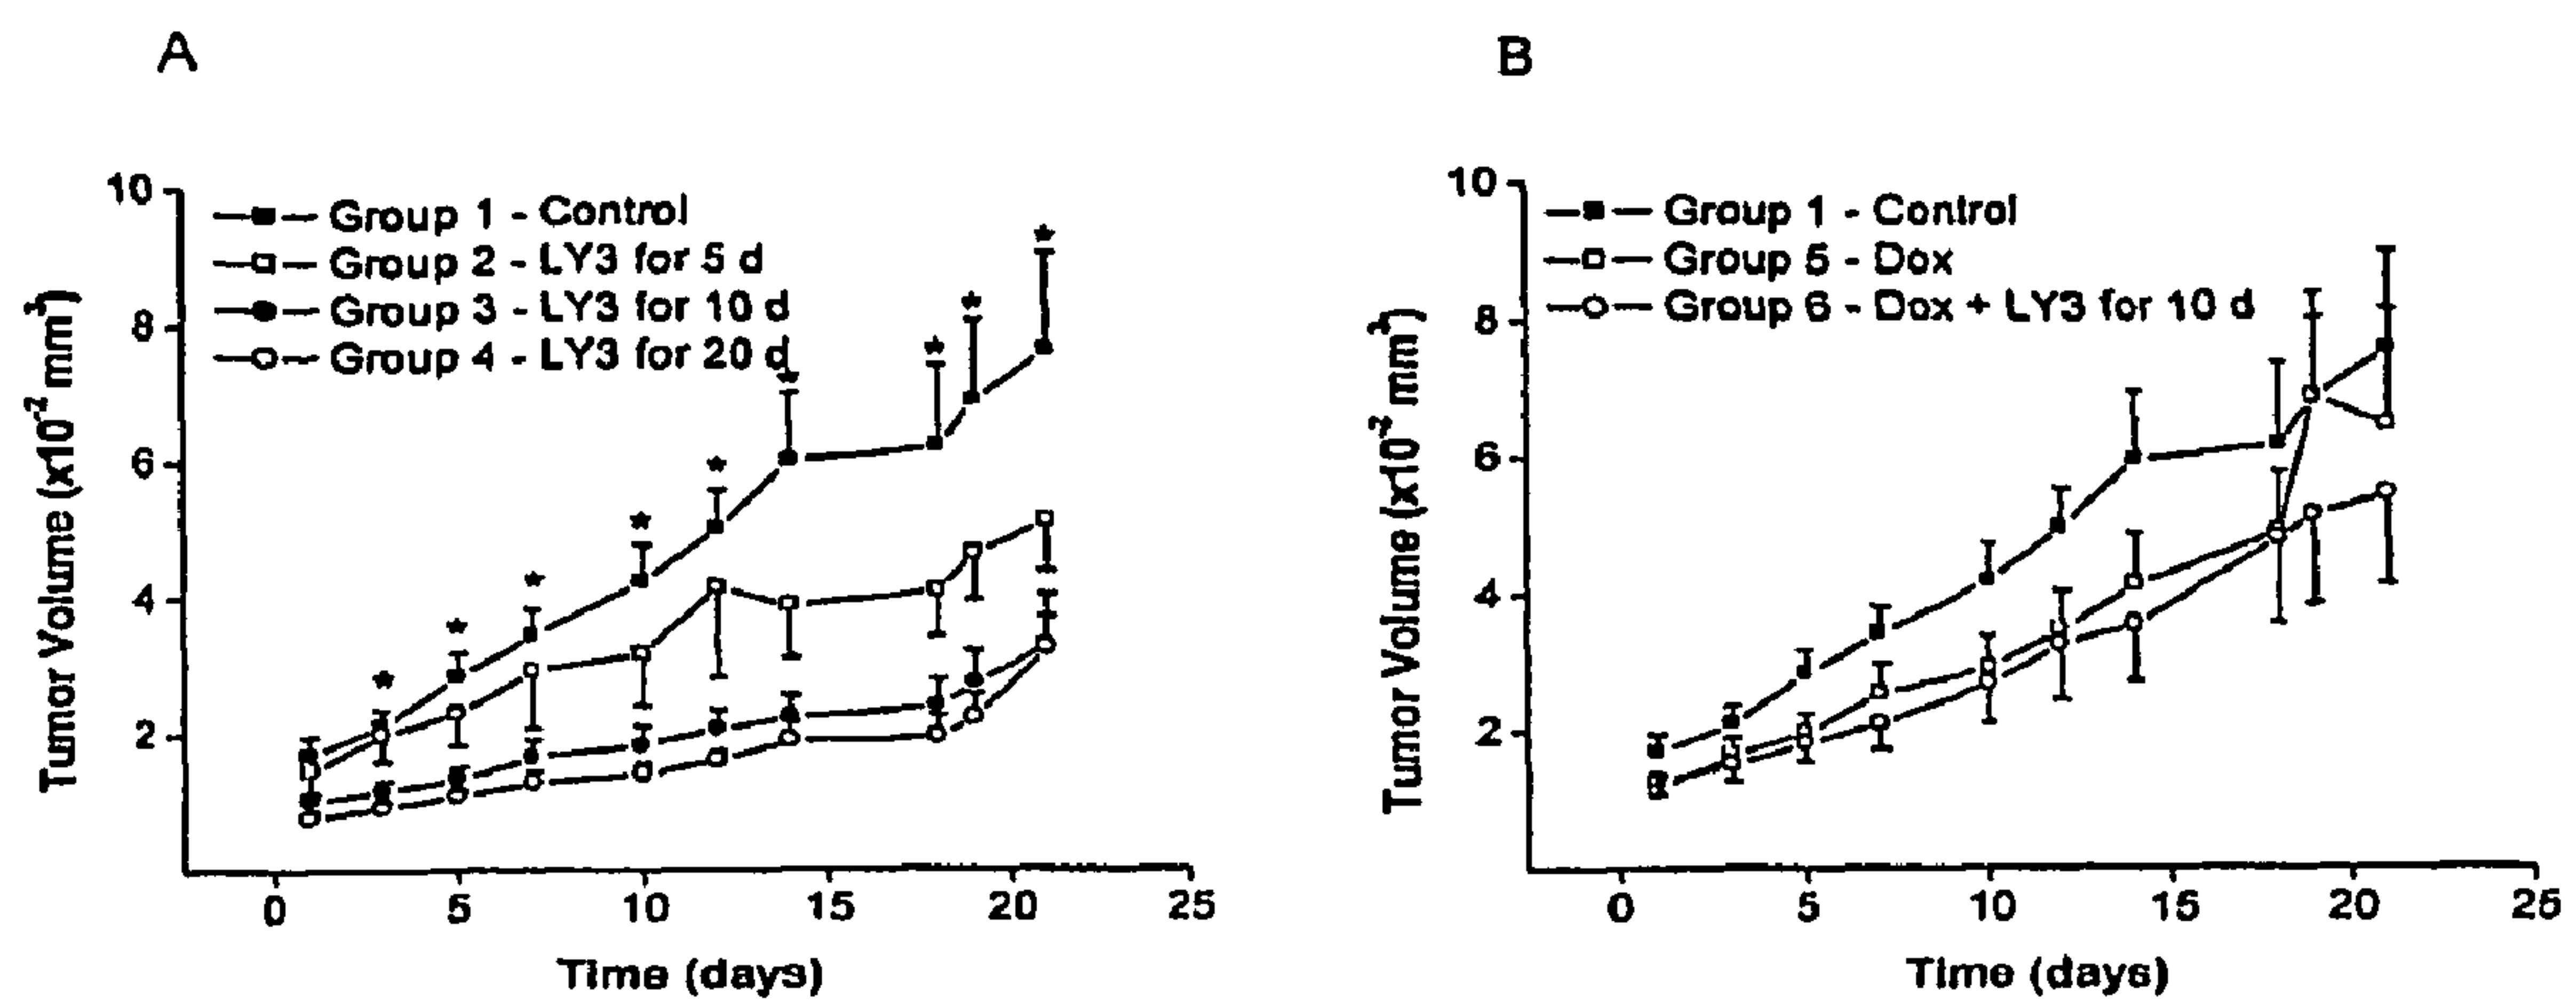 A
10
8
6
4
2
Tumor Volume (x10⁻² mm³)
Group 1 - Control
Group 2 - LY3 for 5 d
Group 3 - LY3 for 10 d
Group 4 - LY3 for 20 d
* * * * * * * * *
0 5 10 15 20 25
Time (days)
B
10
8
6
4
2
Tumor Volume (x10⁻² mm³)
Group 1 - Control
Group 5 - Dox
Group 6 - Dox + LY3 for 10 d
0 5 10 15 20 25
Time (days)